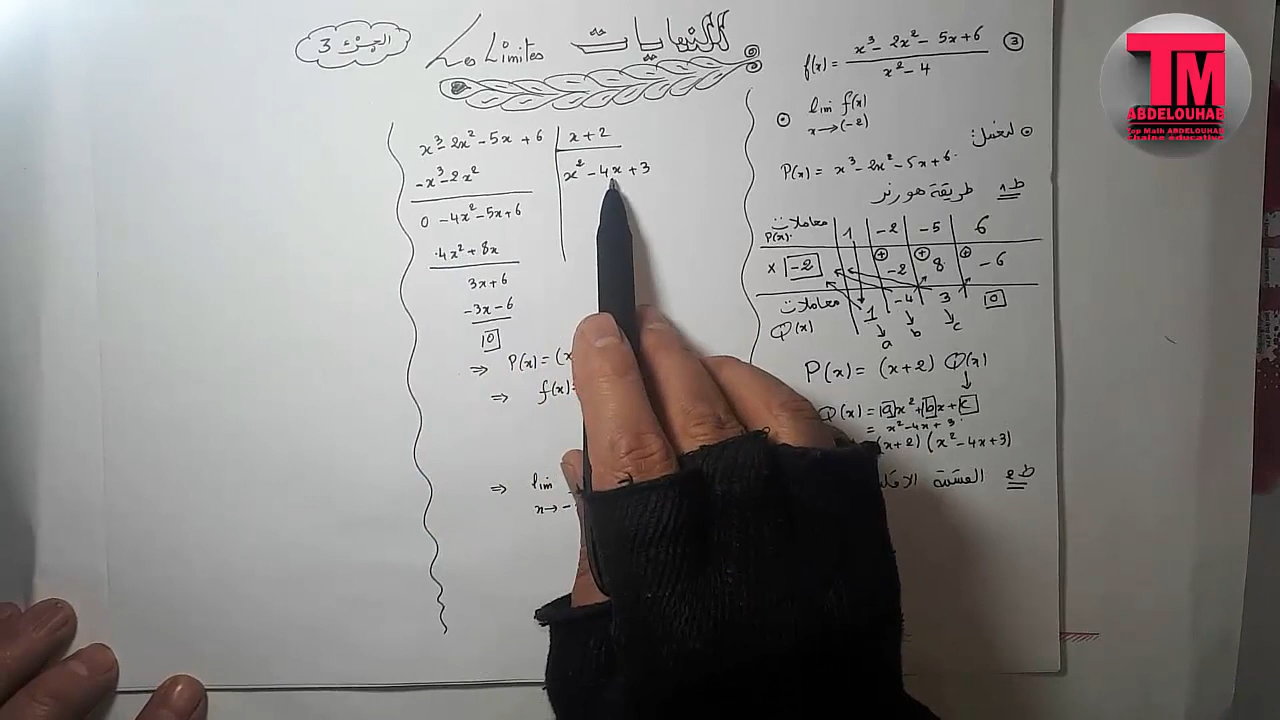 الجزء 3
Les Limites النهايات
f(x) = (x³ - 2x² - 5x + 6)/(x² - 4) ③
lim f(x)
x→(-2)
لنحلل:
P(x) = x³ - 2x² - 5x + 6
ط1 طريقة هورنر
معاملات P(x) 1 -2 -5 6
x -2 ⊕ -2 ⊕ 8 ⊕ -6
معاملات Q(x) 1 -4 3 0
a b c
P(x) = (x+2) Q(x)
Q(x) = ax² + bx + c
= x² - 4x + 3
(x+2) (x² - 4x + 3)
ط2 القسمة
x³ - 2x² - 5x + 6 x + 2
-x³ - 2x² x² - 4x + 3
0 - 4x² - 5x + 6
4x² + 8x
3x + 6
-3x - 6
0
⇒ P(x) = (x
⇒ f(x) =
⇒ lim
x→ -
TM
ABDELOUHAB
Top Math ABDELOUHAB
Chaine educative